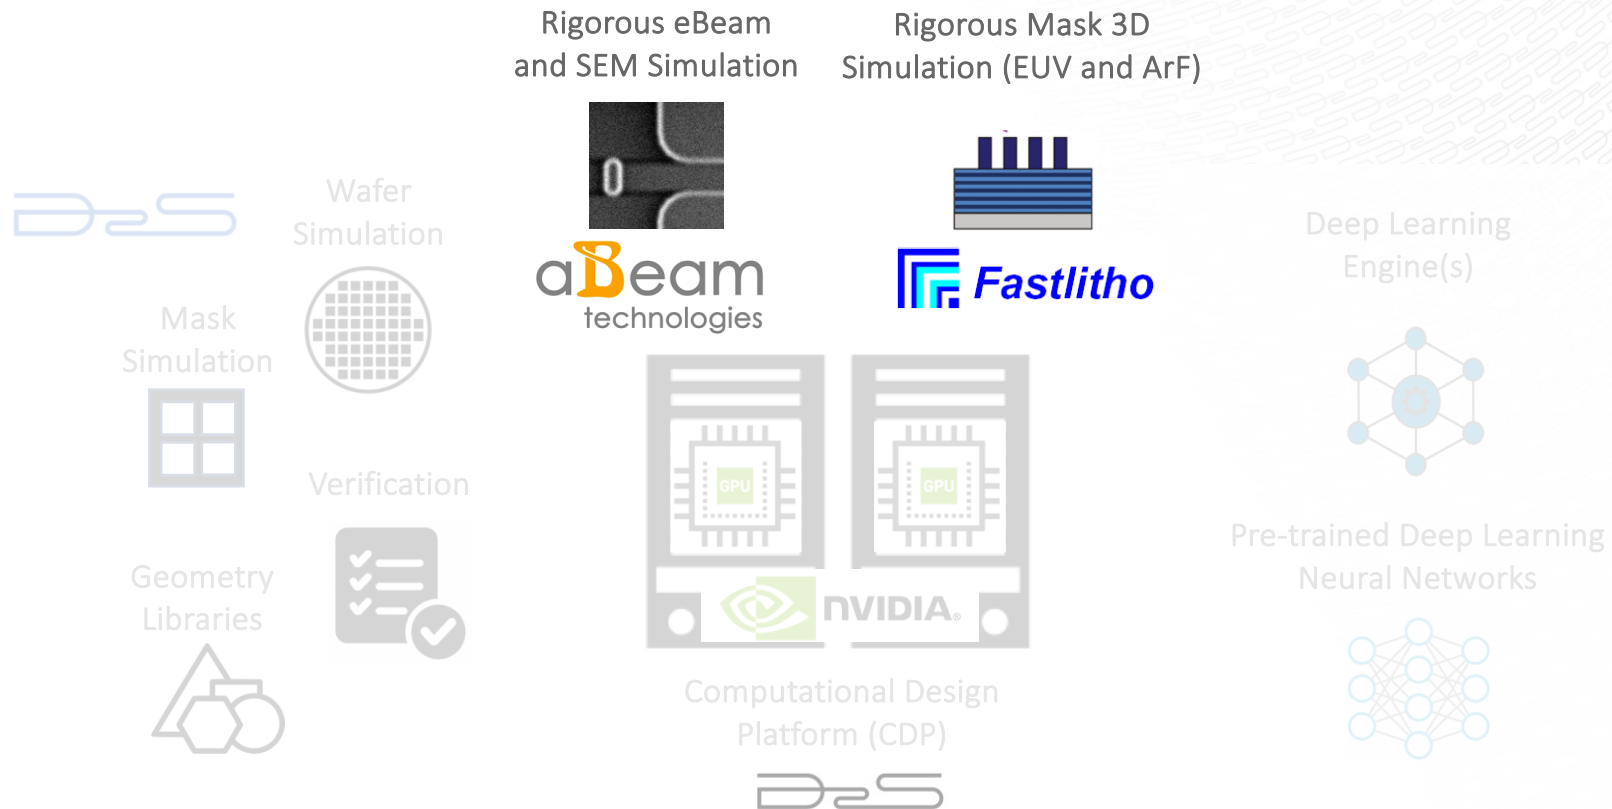 Rigorous eBeam
and SEM Simulation
Rigorous Mask 3D
Simulation (EUV and ArF)
aBeam
technologies
Fastlitho
D2S
Wafer
Simulation
Mask
Simulation
Verification
Geometry
Libraries
GPU
GPU
NVIDIA®
Computational Design
Platform (CDP)
D2S
Deep Learning
Engine(s)
Pre-trained Deep Learning
Neural Networks